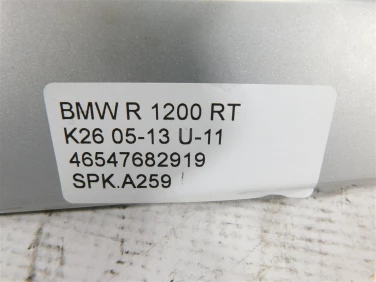 BMW R 1200 RT
K26 05-13 U-11
46547682919
SPK.A259